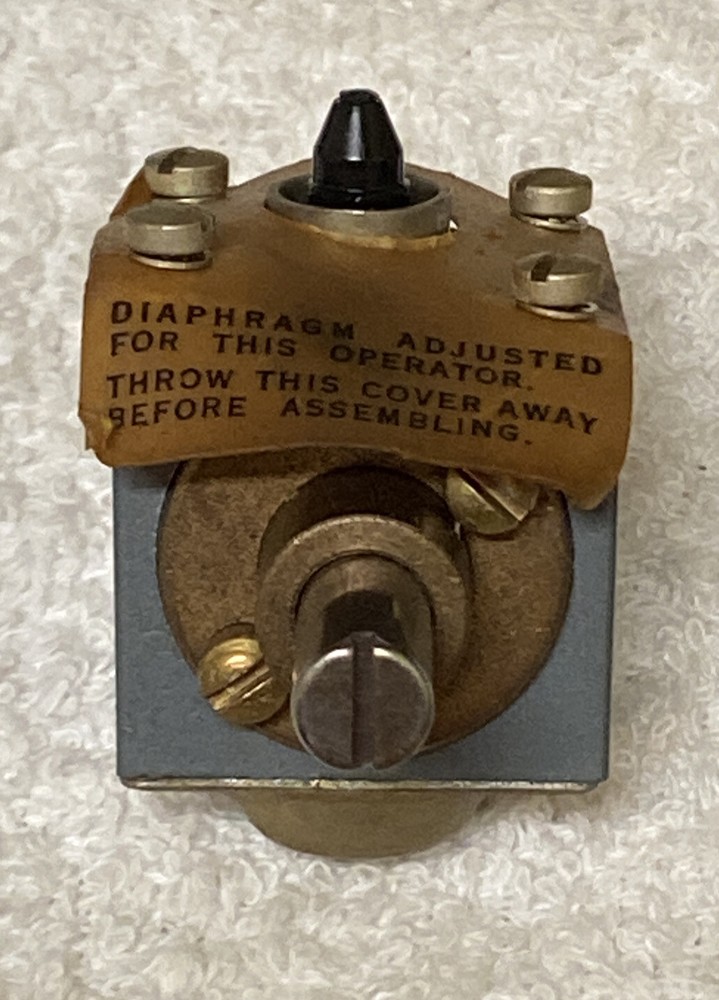 DIAPHRAGM ADJUSTED
FOR THIS OPERATOR.
THROW THIS COVER AWAY
BEFORE ASSEMBLING.